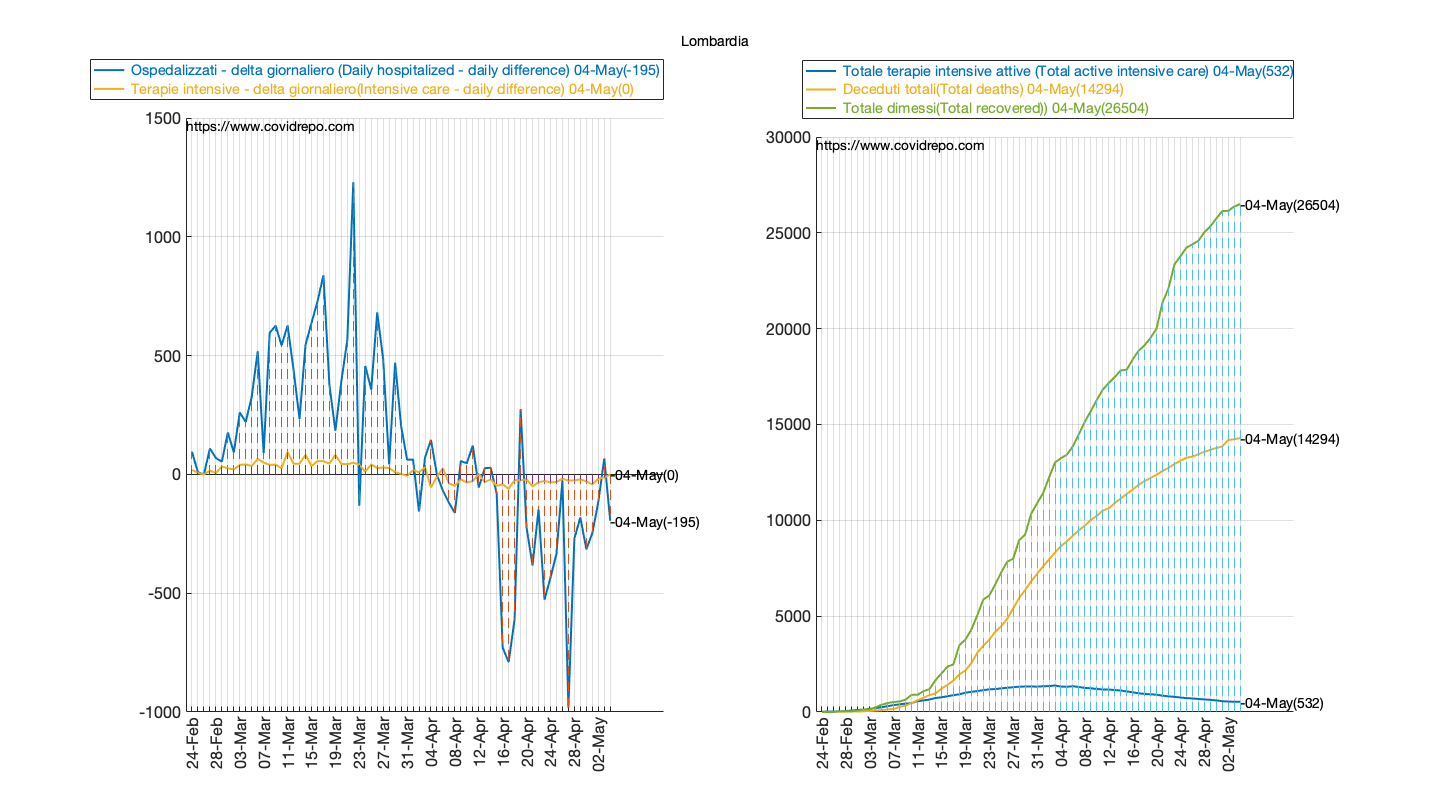 Lombardia
Ospedalizzati - delta giornaliero (Daily hospitalized - daily difference) 04-May(-195)
Terapie intensive - delta giornaliero(Intensive care - daily difference) 04-May(0)
https://www.covidrepo.com
1500
1000
500
0
-500
-1000
-04-May(0)
-04-May(-195)
24-Feb
28-Feb
03-Mar
07-Mar
11-Mar
15-Mar
19-Mar
23-Mar
27-Mar
31-Mar
04-Apr
08-Apr
12-Apr
16-Apr
20-Apr
24-Apr
28-Apr
02-May
Totale terapie intensive attive (Total active intensive care) 04-May(532)
Deceduti totali(Total deaths) 04-May(14294)
Totale dimessi(Total recovered)) 04-May(26504)
https://www.covidrepo.com
30000
25000
20000
15000
10000
5000
0
-04-May(26504)
-04-May(14294)
-04-May(532)
24-Feb
28-Feb
03-Mar
07-Mar
11-Mar
15-Mar
19-Mar
23-Mar
27-Mar
31-Mar
04-Apr
08-Apr
12-Apr
16-Apr
20-Apr
24-Apr
28-Apr
02-May